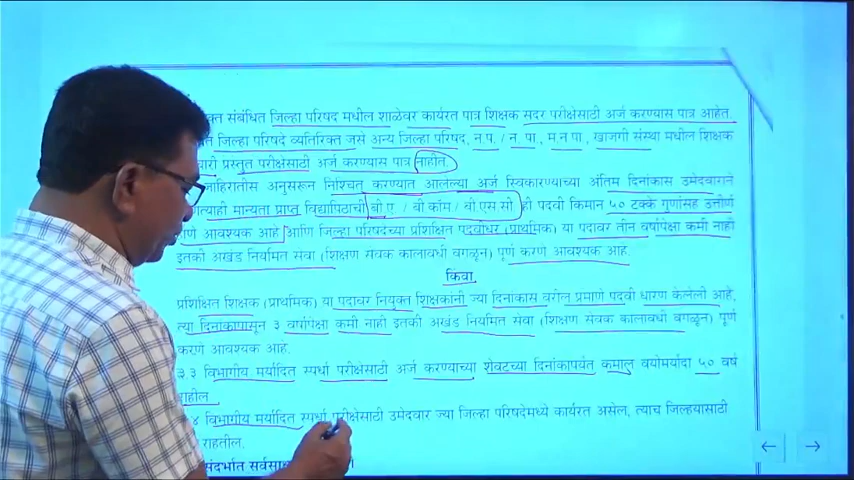 क्त संबंधित जिल्हा परिषद मधील शाळेवर कार्यरत पात्र शिक्षक सदर परीक्षेसाठी अर्ज करण्यास पात्र आहेत.
जिल्हा परिषदे व्यतिरिक्त जसे अन्य जिल्हा परिषद, न.प. / न. पा., म.न.पा., खाजगी संस्था मधील शिक्षक
चारी प्रस्तुत परीक्षेसाठी अर्ज करण्यास पात्र नाहीत.
जाहिरातीस अनुसरून निश्चित करण्यात आलेल्या अर्ज स्विकारण्याच्या अंतिम दिनांकास उमेदवाराने
त्याही मान्यता प्राप्त विद्यापिठाची बी.ए. / बी कॉम / बी.एस.सी ही पदवी किमान ५० टक्के गुणांसह उत्तीर्ण
णे आवश्यक आहे आणि जिल्हा परिषदेच्या प्रशिक्षित पदवीधर (प्राथमिक) या पदावर तीन वर्षापेक्षा कमी नाही
इतकी अखंड नियमित सेवा (शिक्षण सेवक कालावधी वगळून) पूर्ण करणे आवश्यक आहे.
किंवा
प्रशिक्षित शिक्षक (प्राथमिक) या पदावर नियुक्त शिक्षकांनी ज्या दिनांकास वरील प्रमाणे पदवी धारण केलेली आहे,
त्या दिनांकापासून ३ वर्षापेक्षा कमी नाही इतकी अखंड नियमित सेवा (शिक्षण सेवक कालावधी वगळून) पूर्ण
करणे आवश्यक आहे.
३.३ विभागीय मर्यादित स्पर्धा परीक्षेसाठी अर्ज करण्याच्या शेवटच्या दिनांकापर्यंत कमाल वयोमर्यादा ५० वर्ष
राहील.
४ विभागीय मर्यादित स्पर्धा परीक्षेसाठी उमेदवार ज्या जिल्हा परिषदेमध्ये कार्यरत असेल, त्याच जिल्हयासाठी
राहतील.
संदर्भात